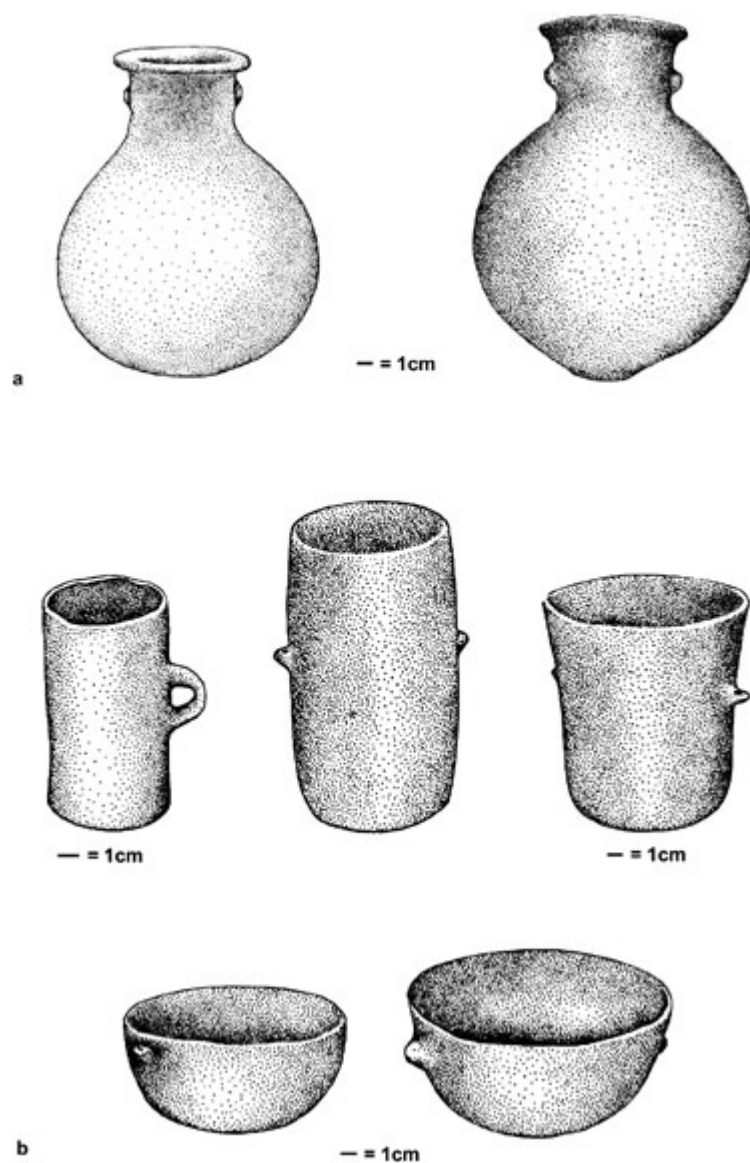 — = 1cm
a
— = 1cm
— = 1cm
b
— = 1cm